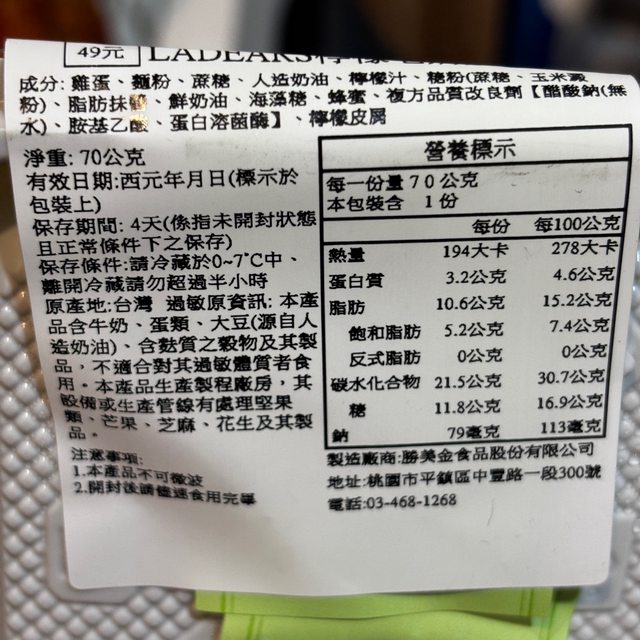 49元
LADEARS檸檬
成分: 雞蛋、麵粉、蔗糖、人造奶油、檸檬汁、糖粉(蔗糖、玉米澱
粉)、脂肪抹、鮮奶油、海藻糖、蜂蜜、複方品質改良劑【醋酸鈉(無
水)、胺基乙酸、蛋白溶菌酶】、檸檬皮屑
淨重: 70公克
有效日期:西元年月日(標示於
包裝上)
保存期間: 4天(係指未開封狀態
且正常條件下之保存)
保存條件:請冷藏於0~7℃中、
離開冷藏請勿超過半小時
原產地:台灣 過敏原資訊: 本產
品含牛奶、蛋類、大豆(源自人
造奶油)、含麩質之穀物及其製
品，不適合對其過敏體質者食
用。本產品生產製程廠房，其
設備或生產管線有處理堅果
類、芒果、芝麻、花生及其製
品。
注意事項:
1.本產品不可微波
2.開封後請儘速食用完畢
營養標示
每一份量70公克
本包裝含 1份
每份 每100公克
熱量 194大卡 278大卡
蛋白質 3.2公克 4.6公克
脂肪 10.6公克 15.2公克
飽和脂肪 5.2公克 7.4公克
反式脂肪 0公克 0公克
碳水化合物 21.5公克 30.7公克
糖 11.8公克 16.9公克
鈉 79毫克 113毫克
製造廠商:勝美金食品股份有限公司
地址:桃園市平鎮區中豐路一段300號
電話:03-468-1268